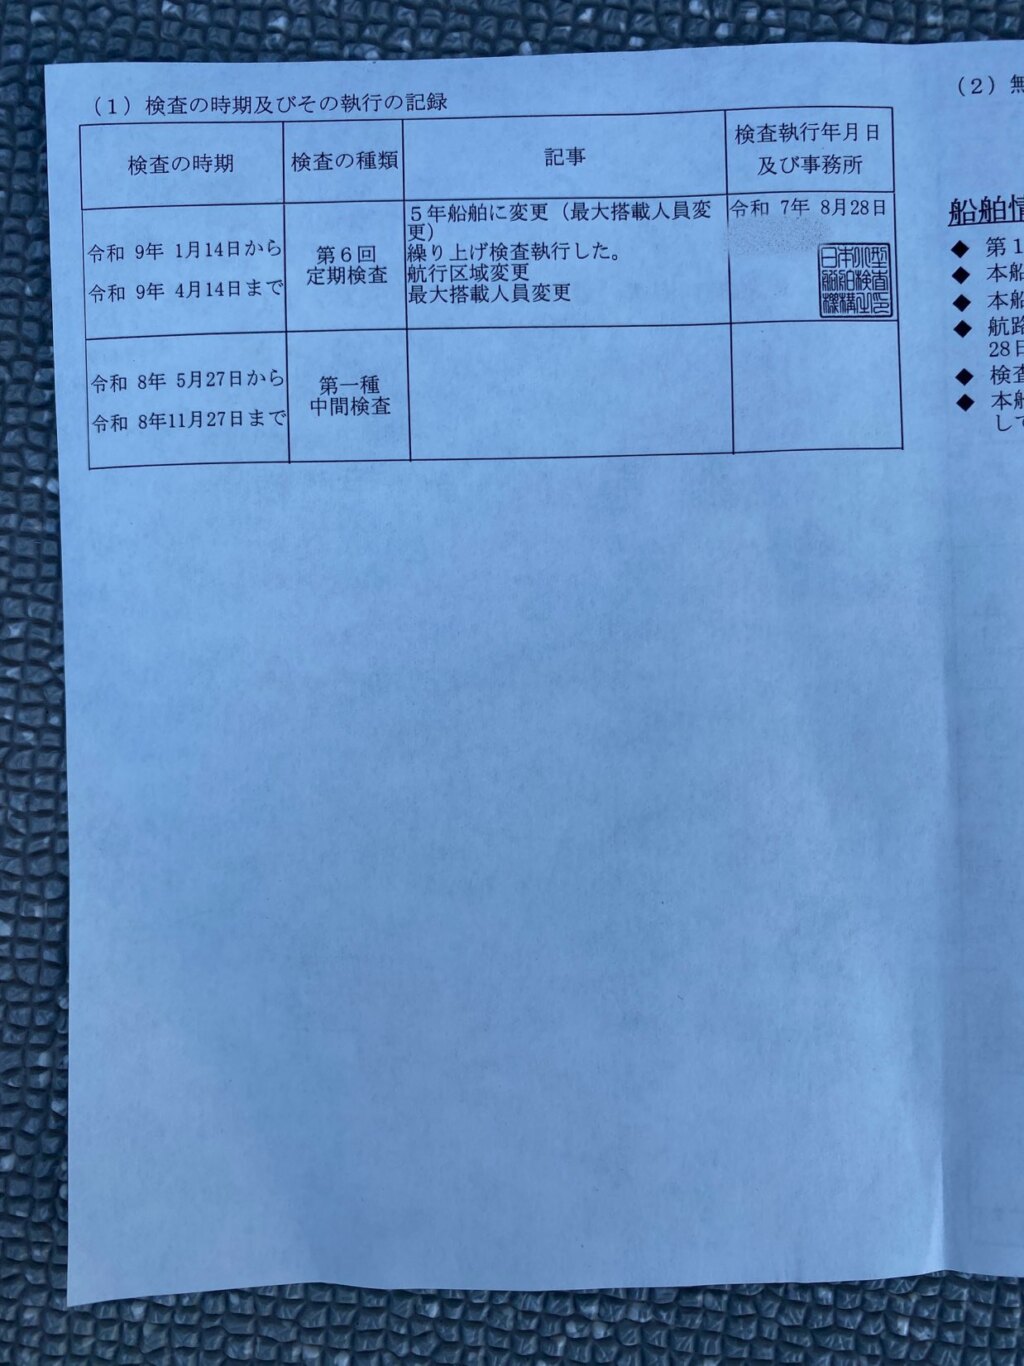 (1)検査の時期及びその執行の記録
検査の時期
検査の種類
記事
検査執行年月日
及び事務所
令和 9年 1月14日から
令和 9年 4月14日まで
第6回
定期検査
5年船舶に変更(最大搭載人員変
更)
繰り上げ検査執行した。
航行区域変更
最大搭載人員変更
令和 7年 8月28日
日本小型
船舶検査
機構之印
令和 8年 5月27日から
令和 8年11月27日まで
第一種
中間検査
(2)無
船舶情
◆ 第1
◆ 本船
◆ 本船
◆ 航路
28日
◆ 検査
◆ 本船
して